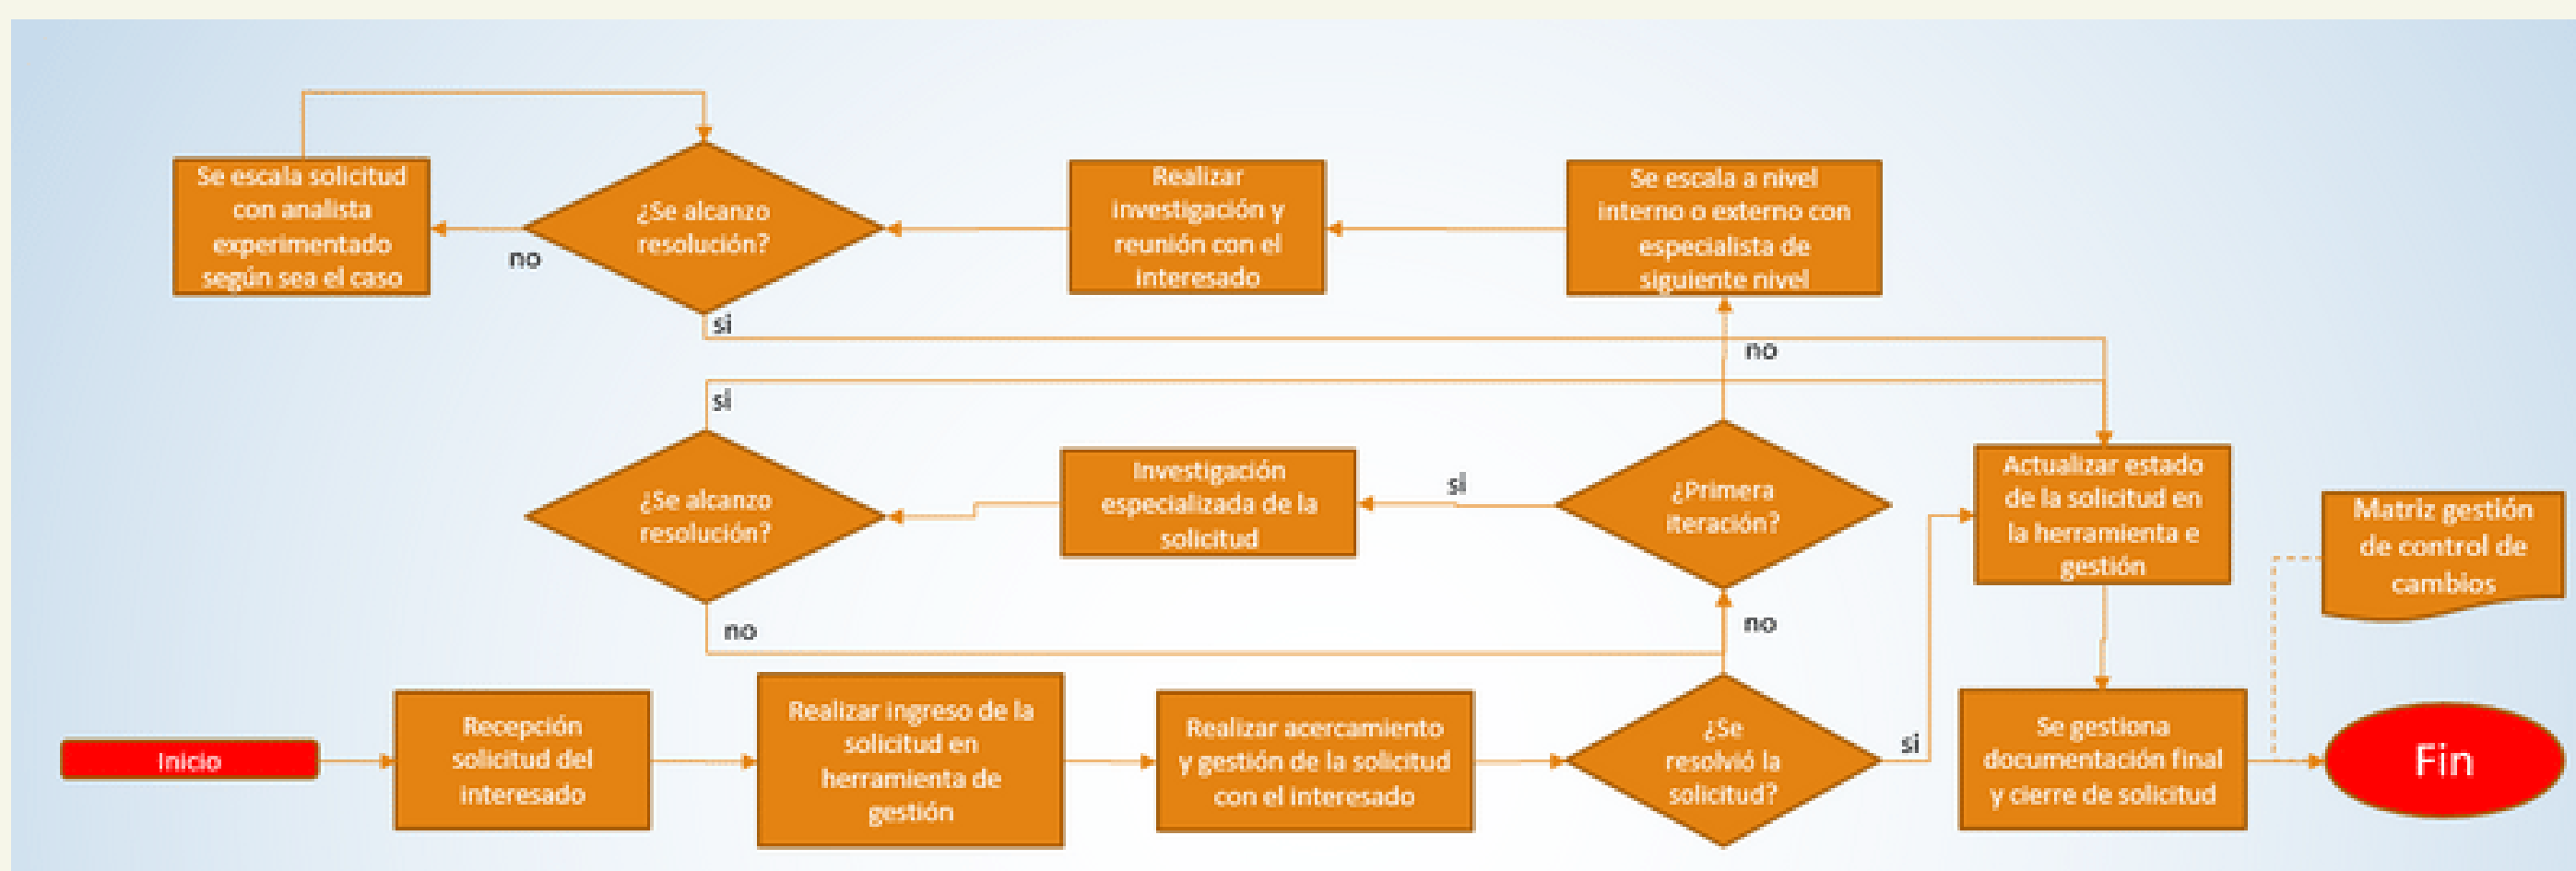 Se escala solicitud
con analista
experimentado
según sea el caso
no
¿Se alcanzo
resolución?
si
Realizar
investigación y
reunión con el
interesado
Se escala a nivel
interno o externo con
especialista de
siguiente nivel
no
si
¿Se alcanzo
resolución?
no
Investigación
especializada de la
solicitud
si
¿Primera
iteración?
no
Actualizar estado
de la solicitud en
la herramienta e
gestión
Matriz gestión
de control de
cambios
Inicio
Recepción
solicitud del
interesado
Realizar ingreso de la
solicitud en
herramienta de
gestión
Realizar acercamiento
y gestión de la solicitud
con el interesado
¿Se
resolvió la
solicitud?
si
Se gestiona
documentación final
y cierre de solicitud
Fin